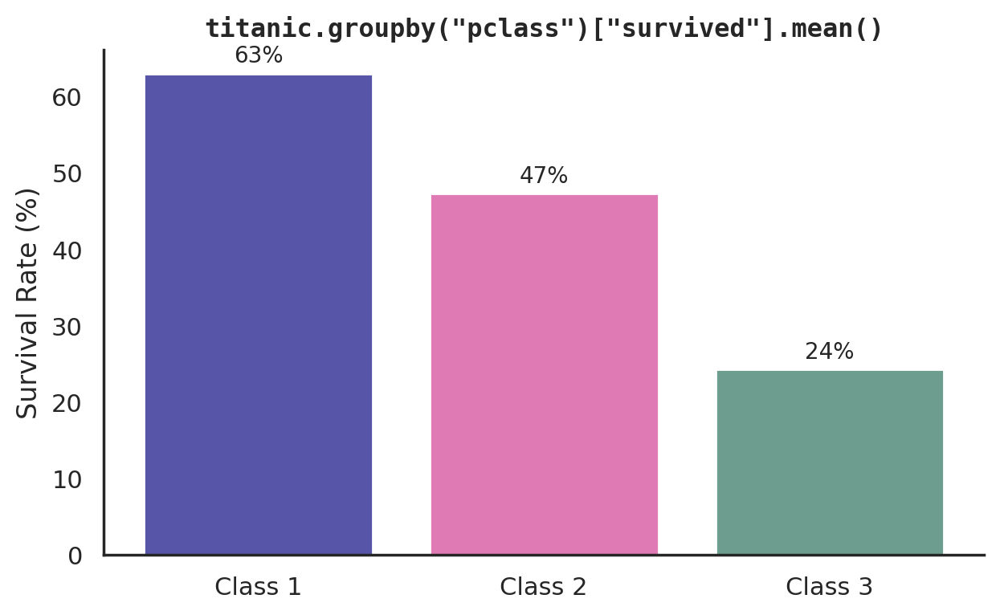 titanic.groupby("pclass")["survived"].mean()
63%
47%
24%
Survival Rate (%)
60
50
40
30
20
10
0
Class 1
Class 2
Class 3